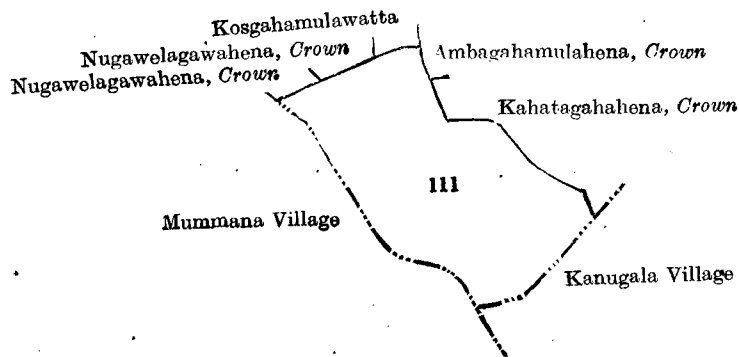 Kosgahamulawatta
Nugawelagawahena, Crown
Nugawelagawahena, Crown
Ambagahamulahena, Crown
Kahatagahahena, Crown
111
Mummana Village
Kanugala Village